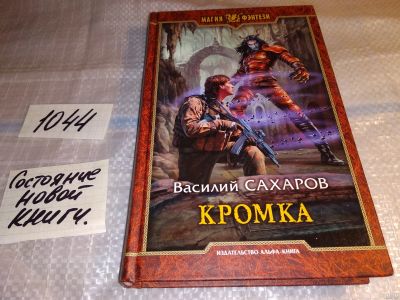 МАГИЯ ФЭНТЕЗИ
1044
Состояние
новой
книги.
Василий САХАРОВ
КРОМКА
ИЗДАТЕЛЬСТВО АЛЬФА-КНИГА